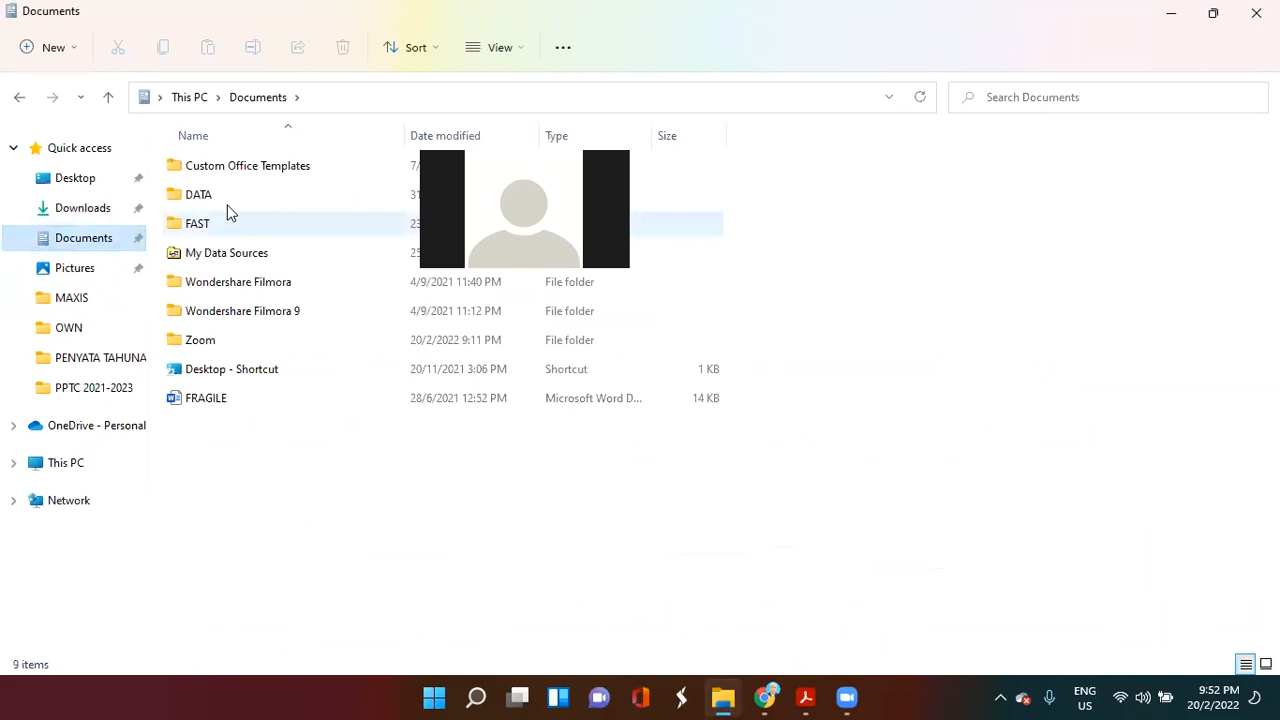 Documents
New
Sort
View
This PC > Documents >
Search Documents
Name Date modified Type Size
Quick access
Desktop
Downloads
Documents
Pictures
MAXIS
OWN
PENYATA TAHUNA
PPTC 2021-2023
OneDrive - Personal
This PC
Network
Custom Office Templates 7/
DATA 31
FAST 23
My Data Sources 25
Wondershare Filmora 4/9/2021 11:40 PM File folder
Wondershare Filmora 9 4/9/2021 11:12 PM File folder
Zoom 20/2/2022 9:11 PM File folder
Desktop - Shortcut 20/11/2021 3:06 PM Shortcut 1 KB
FRAGILE 28/6/2021 12:52 PM Microsoft Word D... 14 KB
9 items
ENG
US
9:52 PM
20/2/2022